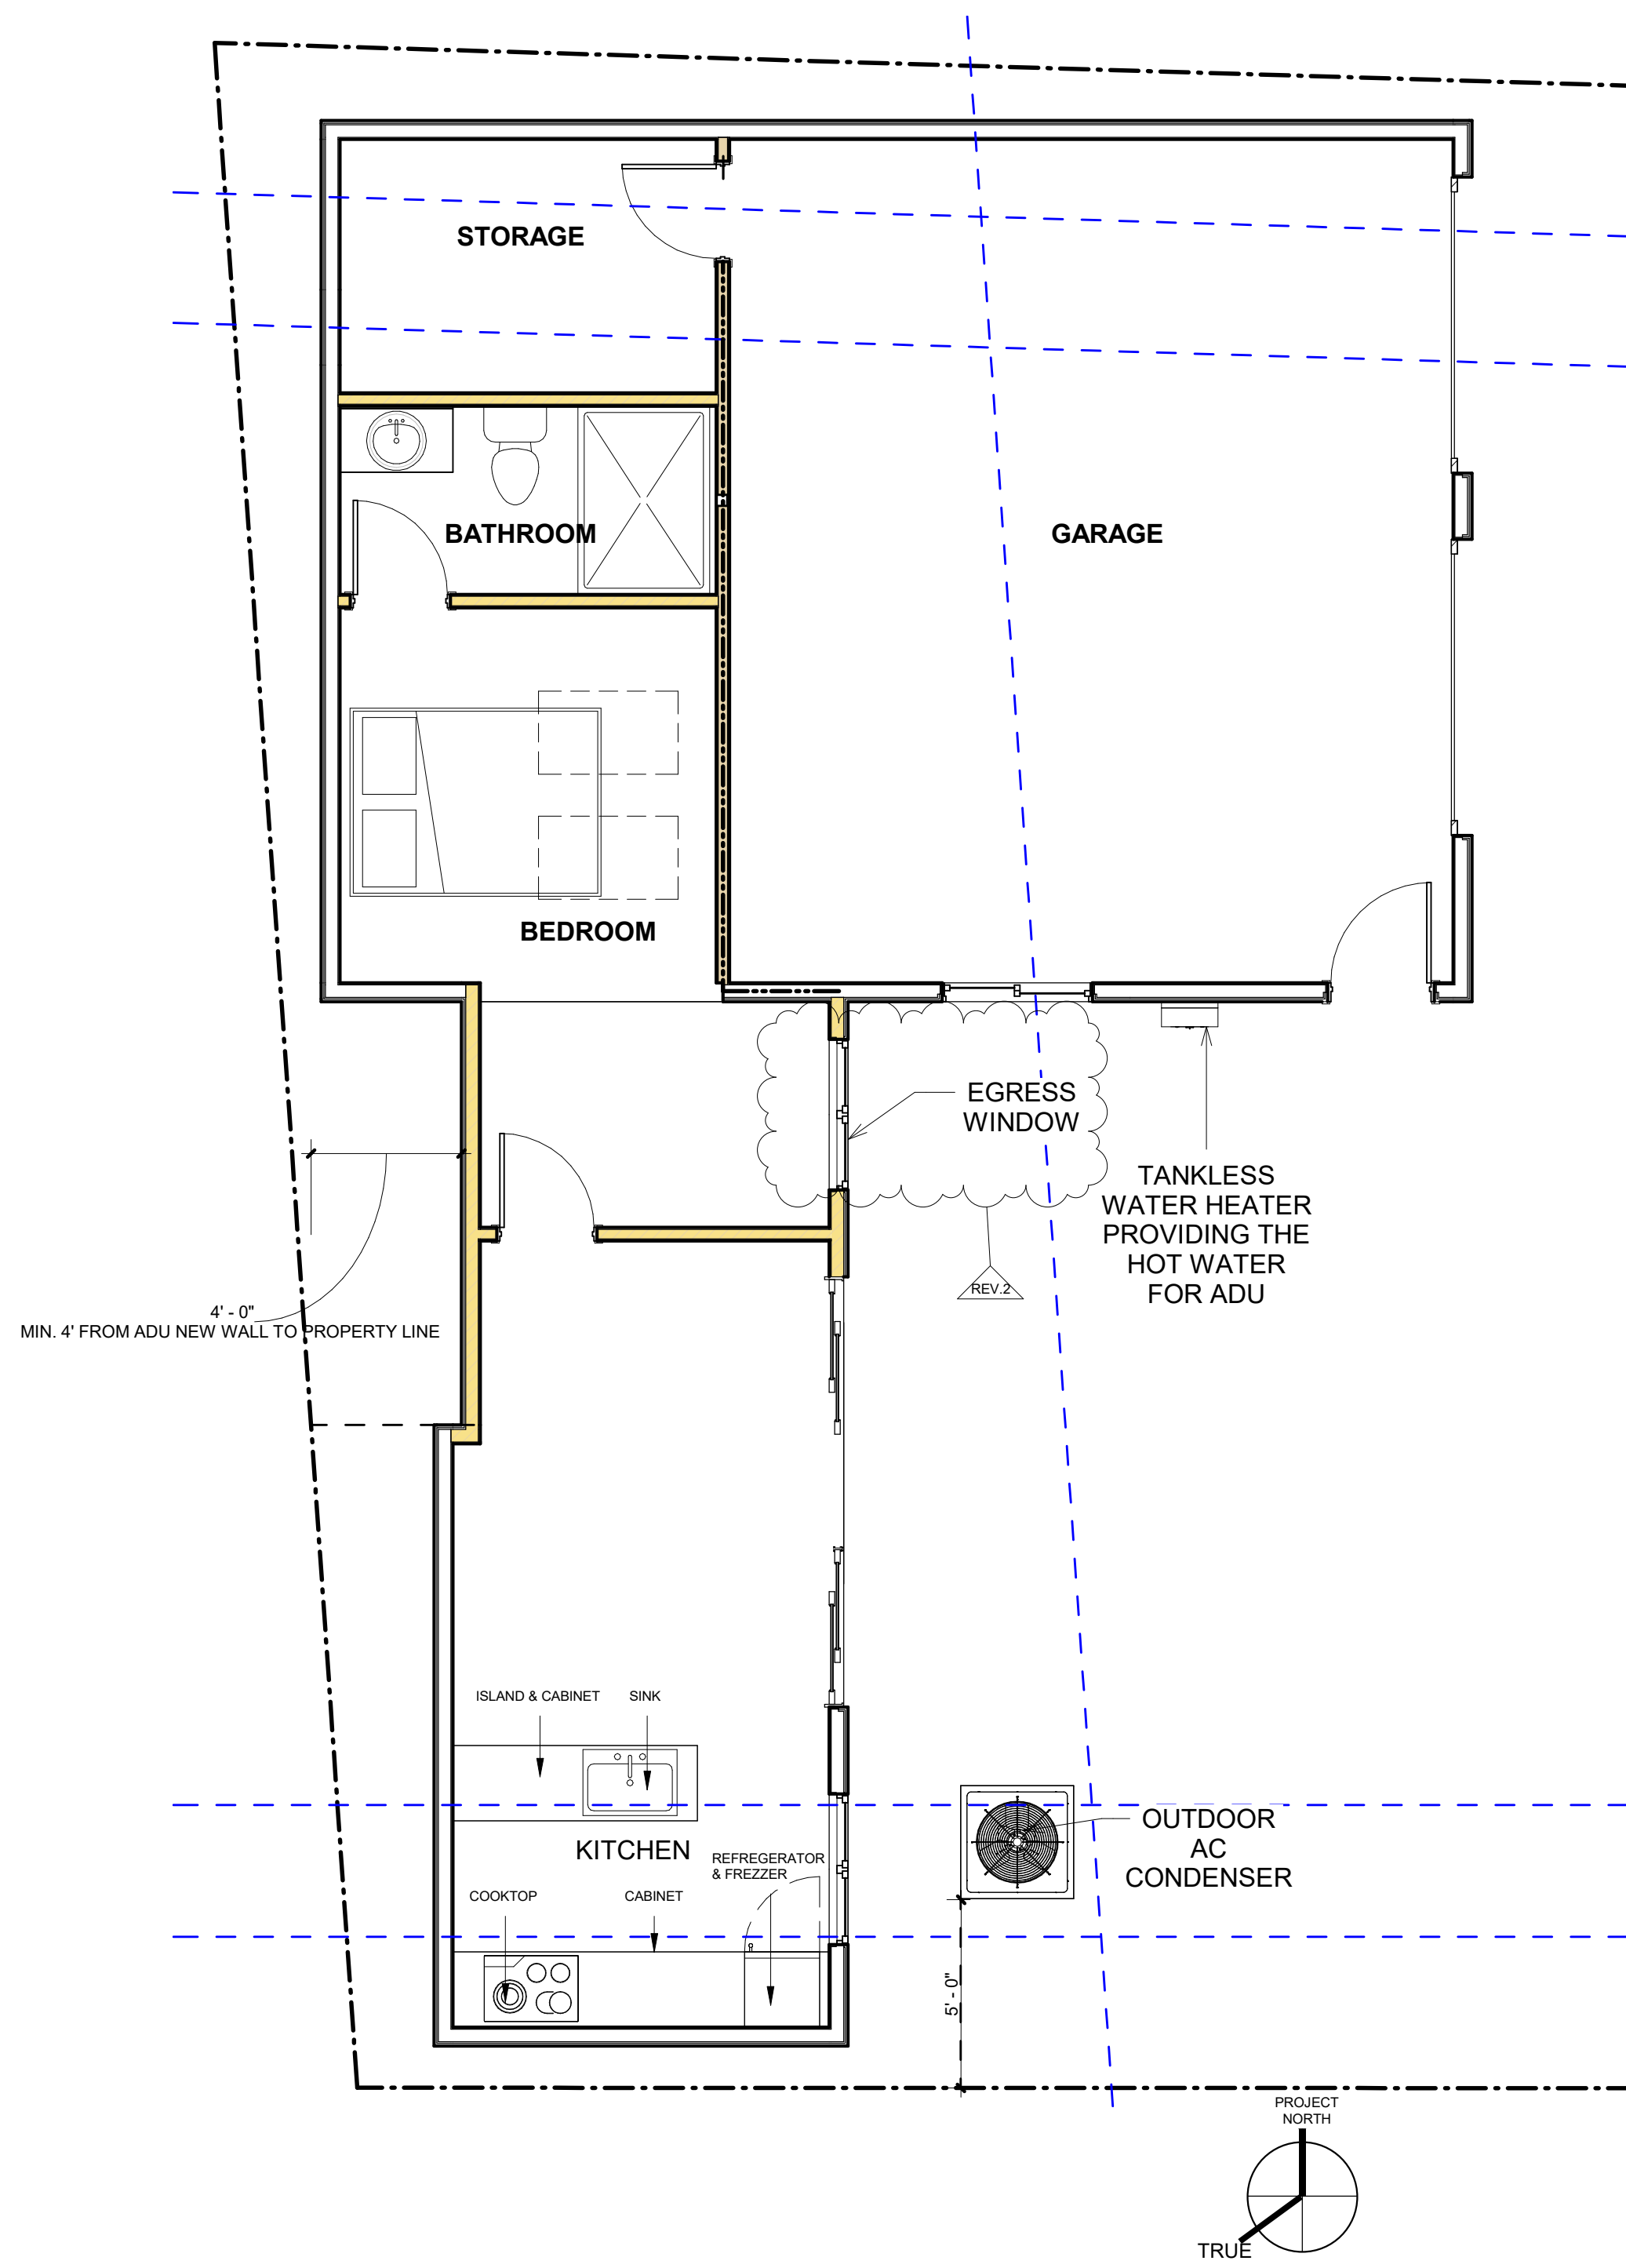 STORAGE
BATHROOM
GARAGE
BEDROOM
EGRESS
WINDOW
TANKLESS
WATER HEATER
PROVIDING THE
HOT WATER
FOR ADU
REV.2
4' - 0"
MIN. 4' FROM ADU NEW WALL TO PROPERTY LINE
ISLAND & CABINET
SINK
KITCHEN
REFREGERATOR
& FREZZER
COOKTOP
CABINET
OUTDOOR
AC
CONDENSER
5' - 0"
PROJECT
NORTH
TRUE